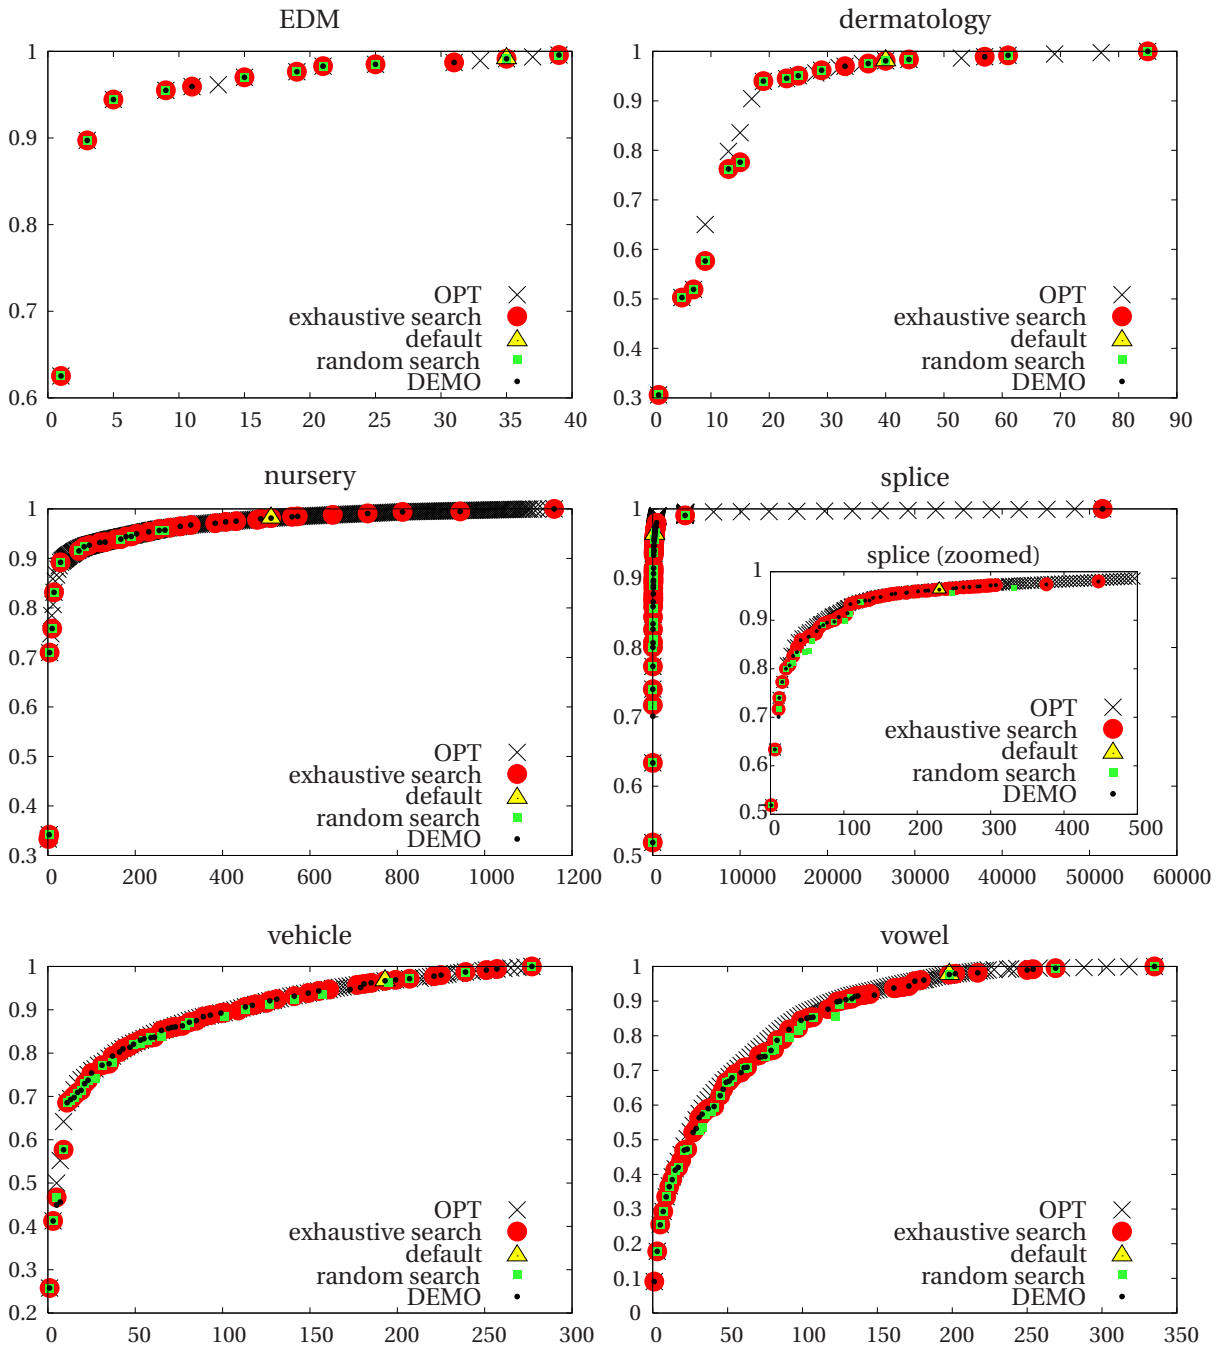 EDM
1
0.9
0.8
0.7
0.6
0 5 10 15 20 25 30 35 40
OPT
exhaustive search
default
random search
DEMO
dermatology
1
0.9
0.8
0.7
0.6
0.5
0.4
0.3
0 10 20 30 40 50 60 70 80 90
OPT
exhaustive search
default
random search
DEMO
nursery
1
0.9
0.8
0.7
0.6
0.5
0.4
0.3
0 200 400 600 800 1000 1200
OPT
exhaustive search
default
random search
DEMO
splice
1
0.9
0.8
0.7
0.6
0.5
0 10000 20000 30000 40000 50000 60000
splice (zoomed)
1
0.9
0.8
0.7
0.6
0.5
0 100 200 300 400 500
OPT
exhaustive search
default
random search
DEMO
vehicle
1
0.9
0.8
0.7
0.6
0.5
0.4
0.3
0.2
0 50 100 150 200 250 300
OPT
exhaustive search
default
random search
DEMO
vowel
1
0.9
0.8
0.7
0.6
0.5
0.4
0.3
0.2
0.1
0
0 50 100 150 200 250 300 350
OPT
exhaustive search
default
random search
DEMO